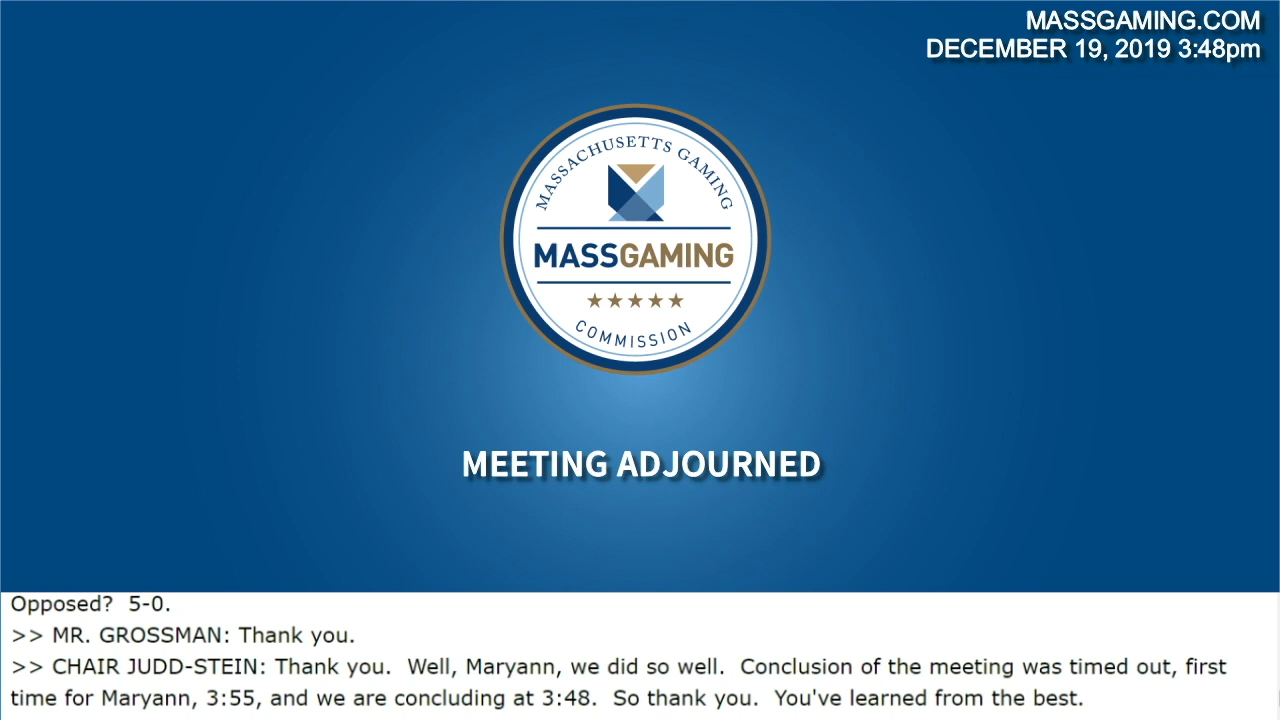 MASSGAMING.COM
DECEMBER 19, 2019 3:48pm
MASSACHUSETTS GAMING
MASSGAMING
COMMISSION
MEETING ADJOURNED
Opposed?  5-0.
>> MR. GROSSMAN: Thank you.
>> CHAIR JUDD-STEIN: Thank you.  Well, Maryann, we did so well.  Conclusion of the meeting was timed out, first
time for Maryann, 3:55, and we are concluding at 3:48.  So thank you.  You've learned from the best.